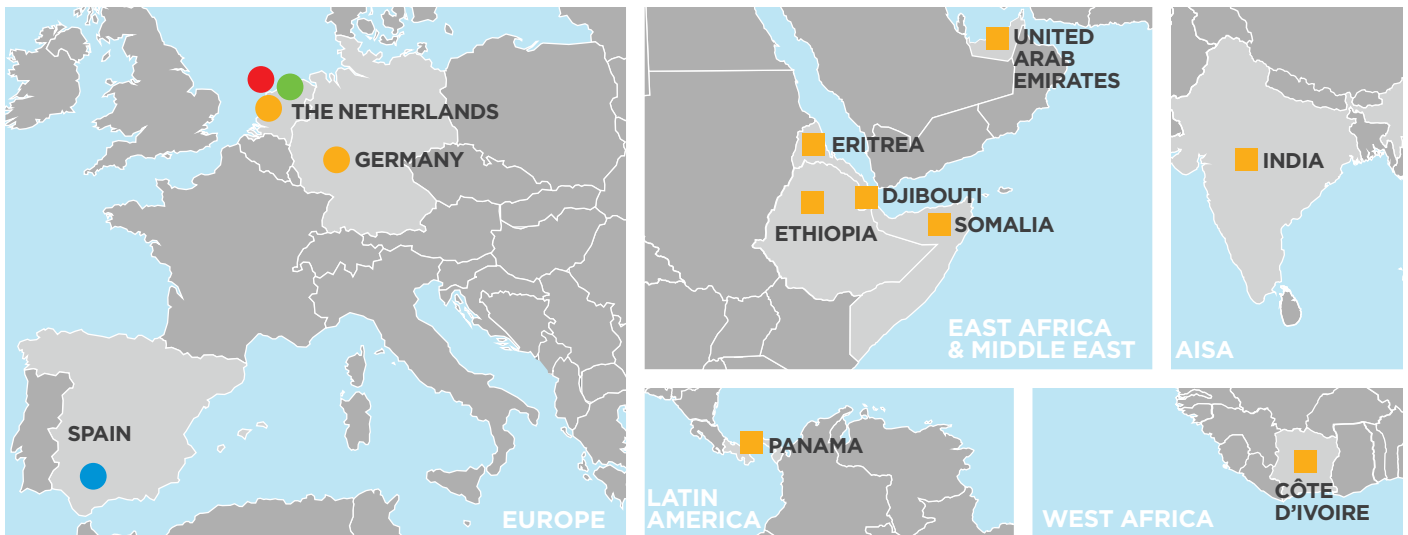 THE NETHERLANDS
GERMANY
SPAIN
EUROPE
UNITED
ARAB
EMIRATES
ERITREA
DJIBOUTI
ETHIOPIA
SOMALIA
EAST AFRICA
& MIDDLE EAST
INDIA
AISA
PANAMA
LATIN
AMERICA
CÔTE
D'IVOIRE
WEST AFRICA